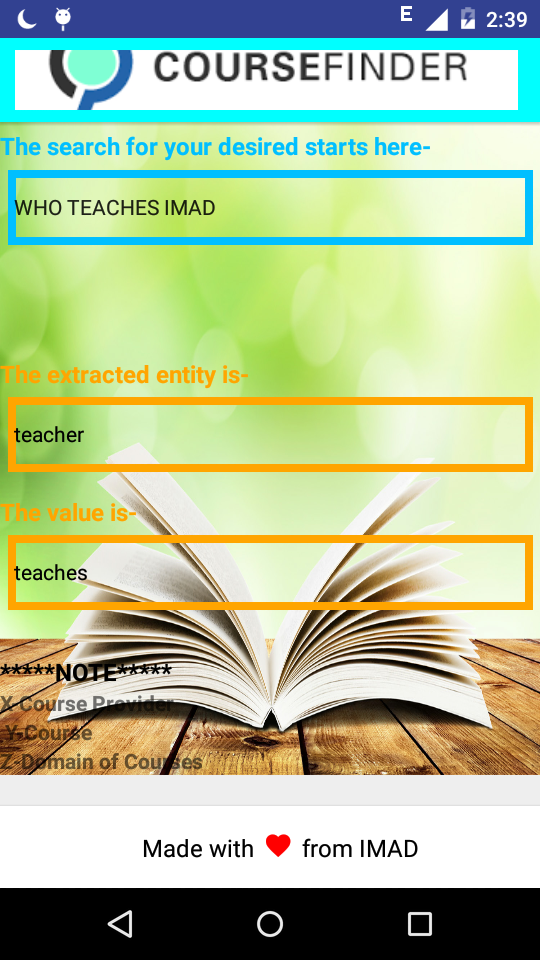 E 2:39
COURSEFINDER
The search for your desired starts here-
WHO TEACHES IMAD
The extracted entity is-
teacher
The value is-
teaches
*****NOTE*****
X-Course Provider
Y-Course
Z-Domain of Courses
Made with ❤ from IMAD